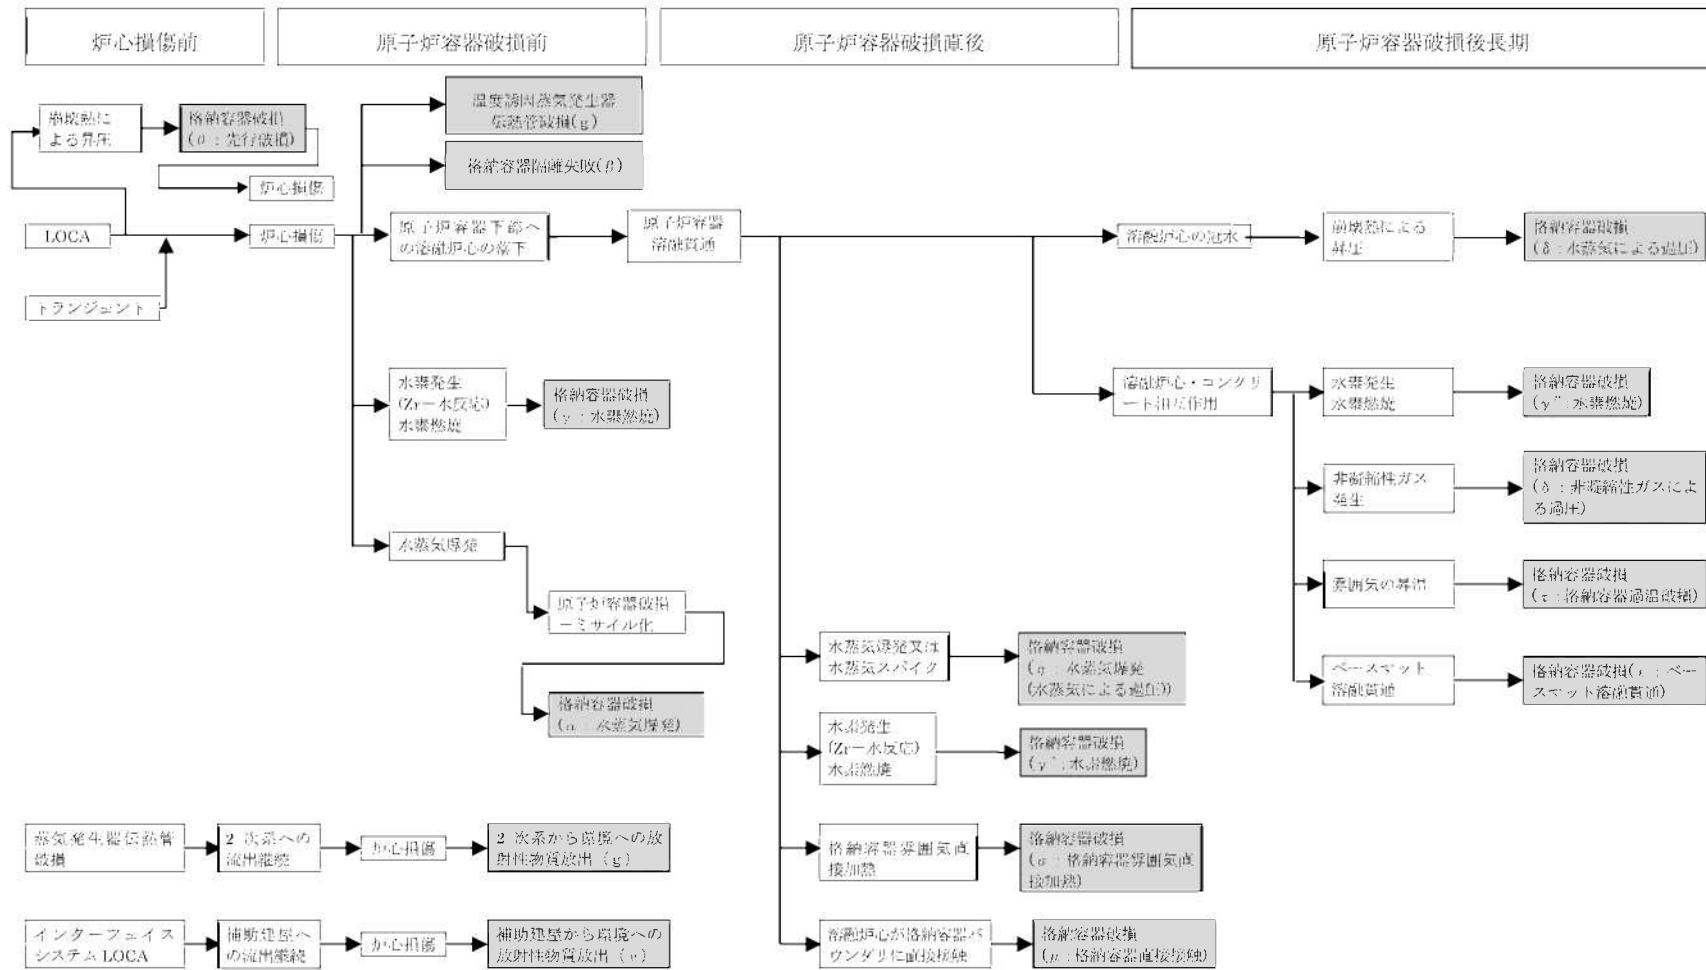 炉心損傷前
原子炉容器破損前
原子炉容器破損直後
原子炉容器破損後長期
崩壊熱に
よる昇圧
格納容器破損
(θ：先行破損)
炉心損傷
温度誘因蒸気発生器
伝熱管破損(g)
格納容器隔離失敗(β)
LOCA
炉心損傷
原子炉容器下部へ
の溶融炉心の落下
原子炉容器
溶融貫通
溶融炉心の冠水
崩壊熱による
昇圧
格納容器破損
(δ：水蒸気による過圧)
トランジェント
水素発生
(Zr－水反応)
水素燃焼
格納容器破損
(γ：水素燃焼)
溶融炉心・コンクリ
ート相互作用
水素発生
水素燃焼
格納容器破損
(γ''：水素燃焼)
非凝縮性ガス
発生
格納容器破損
(δ：非凝縮性ガスによ
る過圧)
水蒸気爆発
原子炉容器破損
－ミサイル化
格納容器破損
(α：水蒸気爆発)
雰囲気の昇温
格納容器破損
(τ：格納容器過温破損)
水蒸気爆発又は
水蒸気スパイク
格納容器破損
(η：水蒸気爆発
(水蒸気による過圧))
ベースマット
溶融貫通
格納容器破損(ε：ベー
スマット溶融貫通)
水素発生
(Zr－水反応)
水素燃焼
格納容器破損
(γ'：水素燃焼)
蒸気発生器伝熱管
破損
2 次系への
流出継続
炉心損傷
2 次系から環境への放
射性物質放出（g）
格納容器雰囲気直
接加熱
格納容器破損
(σ：格納容器雰囲気直
接加熱)
インターフェイス
システム LOCA
補助建屋へ
の流出継続
炉心損傷
補助建屋から環境への
放射性物質放出（ν）
溶融炉心が格納容器バ
ウンダリに直接接触
格納容器破損
(μ：格納容器直接接触)